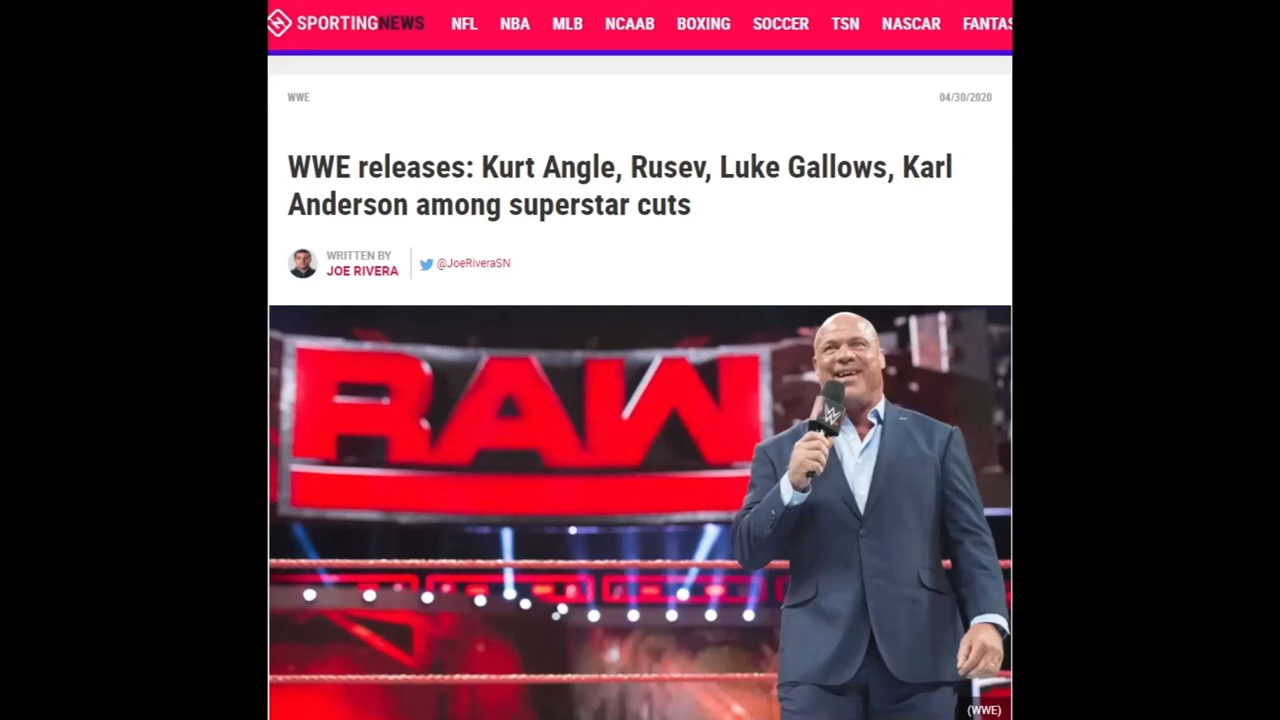 SPORTINGNEWS NFL NBA MLB NCAAB BOXING SOCCER TSN NASCAR FANTAS
WWE 04/30/2020
WWE releases: Kurt Angle, Rusev, Luke Gallows, Karl
Anderson among superstar cuts
WRITTEN BY
JOE RIVERA
@JoeRiveraSN
RAW
W
(WWE)